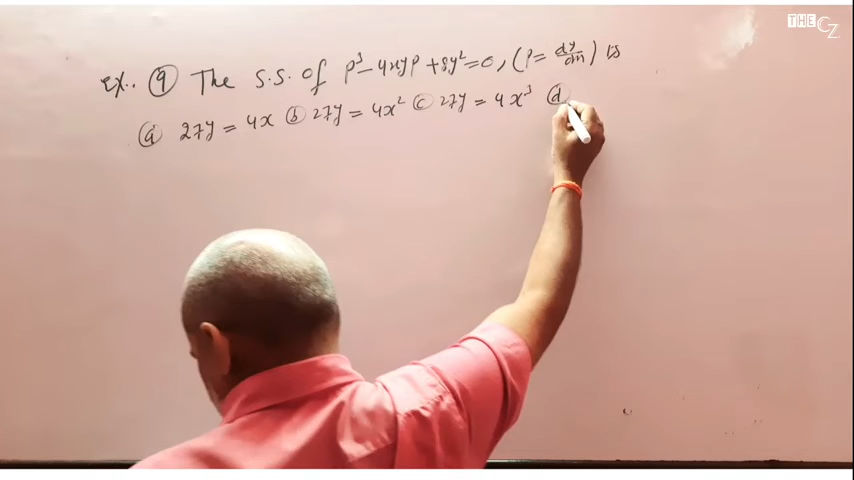 THE CZ
Ex.. ⑨ The S.S. of p³ - 4xyp + 8y² = 0, (p = dy/dx) is
ⓐ 27y = 4x ⓑ 27y = 4x² ⓒ 27y = 4x³ ⓓ